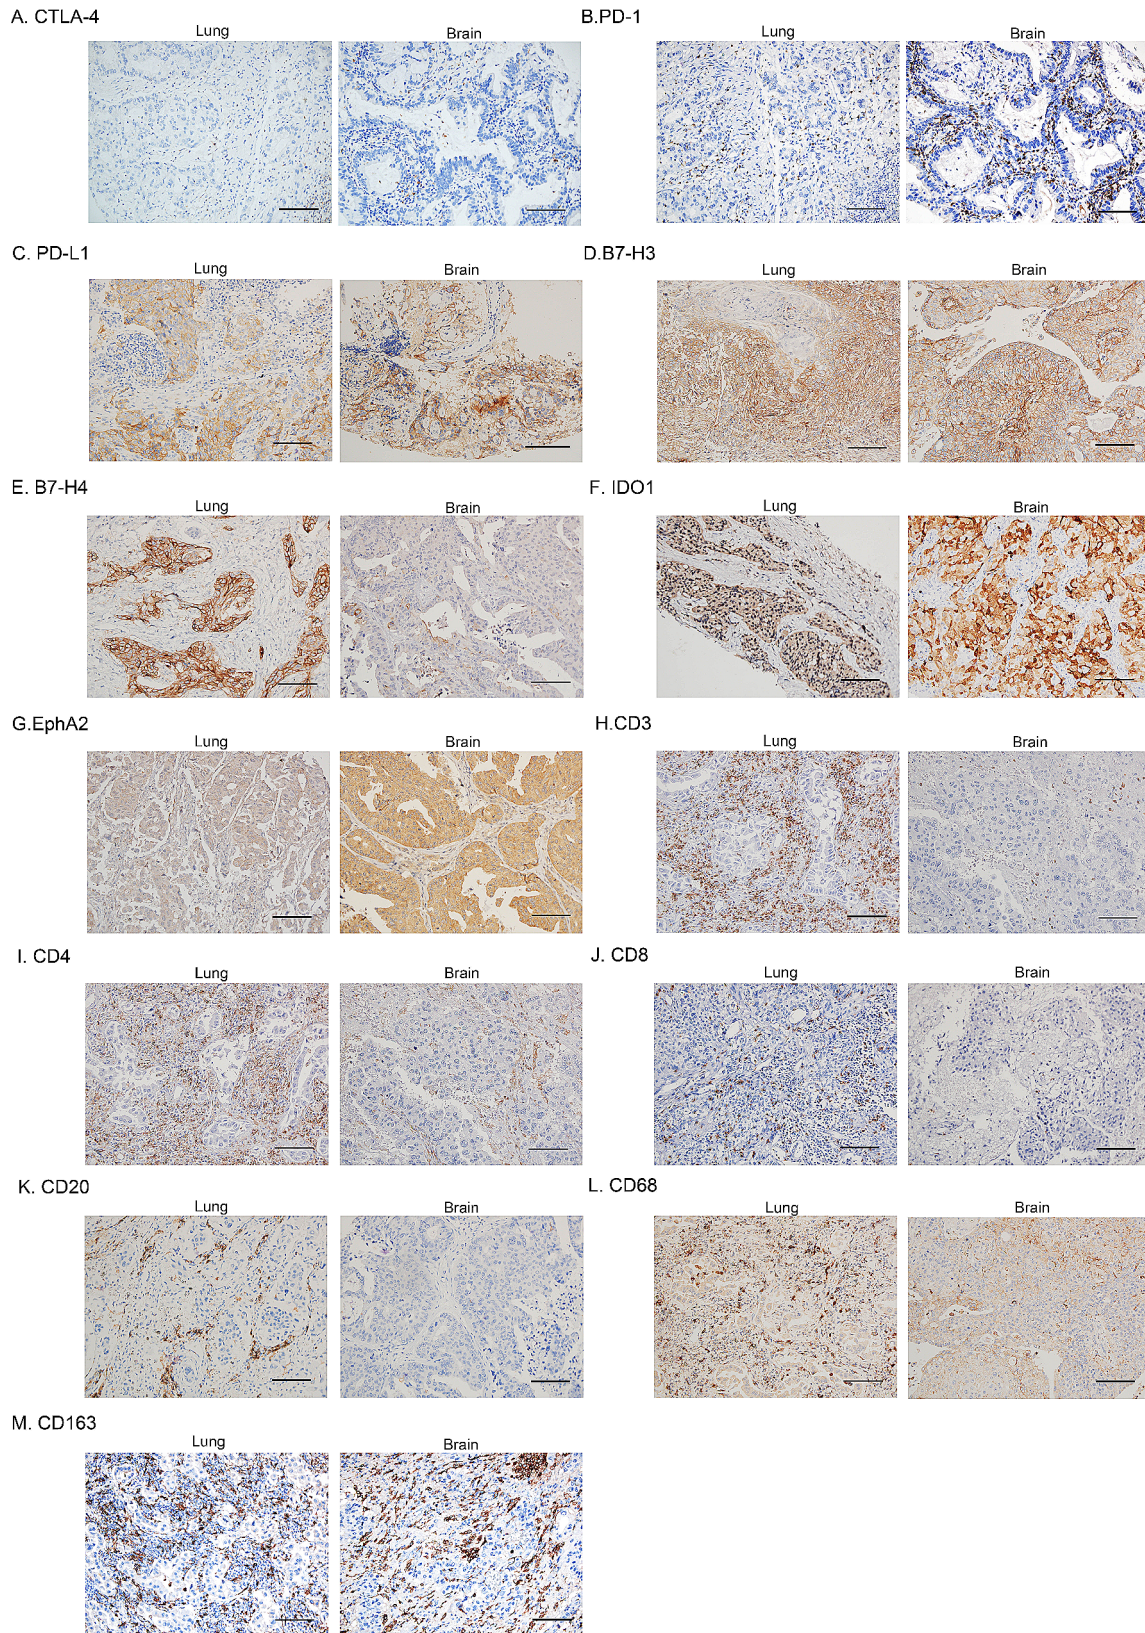 A. CTLA-4
B.PD-1
Lung
Brain
Lung
Brain
C. PD-L1
D.B7-H3
Lung
Brain
Lung
Brain
E. B7-H4
F. IDO1
Lung
Brain
Lung
Brain
G.EphA2
H.CD3
Lung
Brain
Lung
Brain
I. CD4
J. CD8
Lung
Brain
Lung
Brain
K. CD20
L. CD68
Lung
Brain
Lung
Brain
M. CD163
Lung
Brain